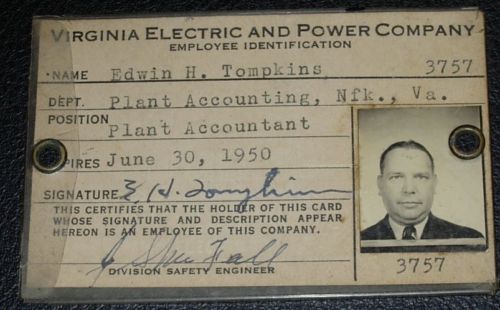 VIRGINIA ELECTRIC AND POWER COMPANY
EMPLOYEE IDENTIFICATION
NAME Edwin H. Tompkins 3757
DEPT. Plant Accounting, Nfk., Va.
POSITION Plant Accountant
PIRES June 30, 1950
SIGNATURE E. H. Tompkins
THIS CERTIFIES THAT THE HOLDER OF THIS CARD
WHOSE SIGNATURE AND DESCRIPTION APPEAR
HEREON IS AN EMPLOYEE OF THIS COMPANY.
DIVISION SAFETY ENGINEER
3757